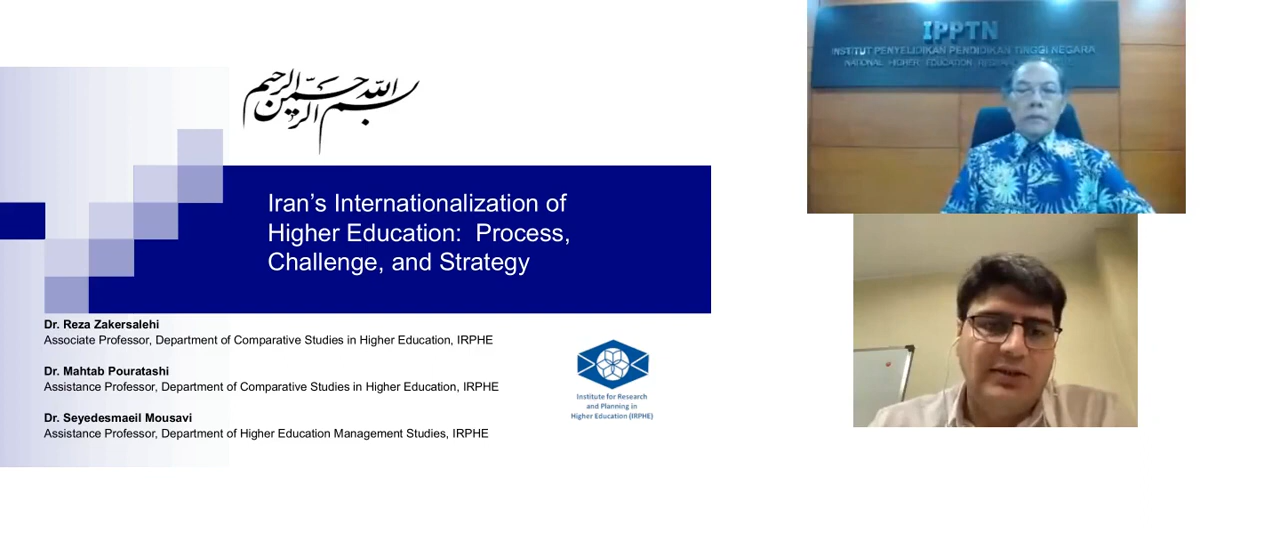 بسم الله الرحمن الرحيم
Iran’s Internationalization of
Higher Education:  Process,
Challenge, and Strategy
Dr. Reza Zakersalehi
Associate Professor, Department of Comparative Studies in Higher Education, IRPHE
Dr. Mahtab Pouratashi
Assistance Professor, Department of Comparative Studies in Higher Education, IRPHE
Dr. Seyedesmaeil Mousavi
Assistance Professor, Department of Higher Education Management Studies, IRPHE
Institute for Research
and Planning in
Higher Education (IRPHE)
IPPTN
INSTITUT PENYELIDIKAN PENDIDIKAN TINGGI NEGARA
NATIONAL HIGHER EDUCATION